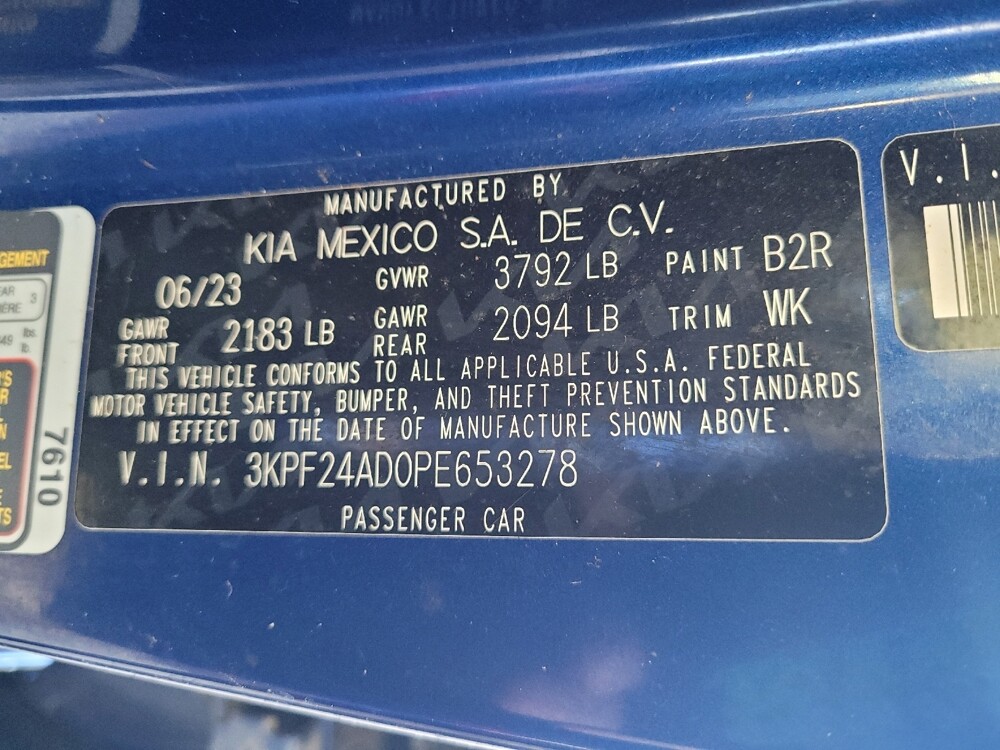 MANUFACTURED BY
KIA MEXICO S.A. DE C.V.
06/23 GVWR 3792 LB PAINT B2R
GAWR FRONT 2183 LB GAWR REAR 2094 LB TRIM WK
THIS VEHICLE CONFORMS TO ALL APPLICABLE U.S.A. FEDERAL
MOTOR VEHICLE SAFETY, BUMPER, AND THEFT PREVENTION STANDARDS
IN EFFECT ON THE DATE OF MANUFACTURE SHOWN ABOVE.
V.I.N. 3KPF24AD0PE653278
PASSENGER CAR
V.I.
3
lbs.
7610